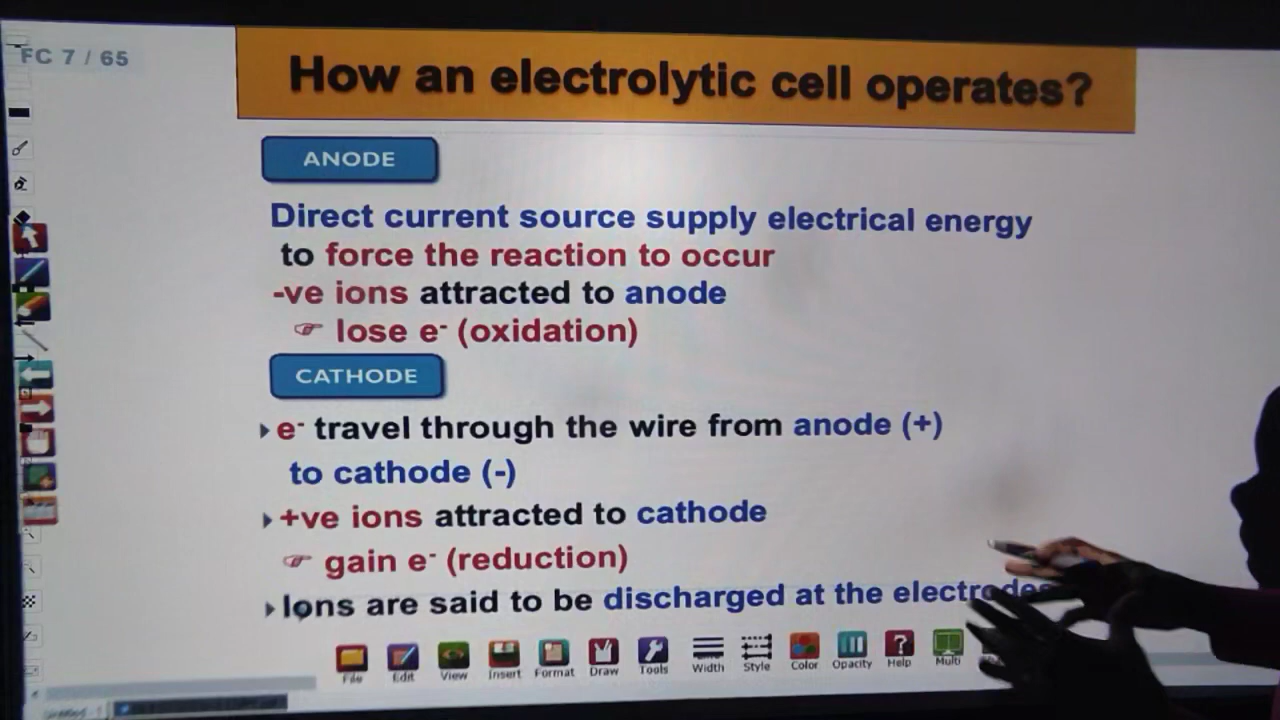 FC 7 / 65
How an electrolytic cell operates?
ANODE
Direct current source supply electrical energy
to force the reaction to occur
-ve ions attracted to anode
☞ lose e- (oxidation)
CATHODE
e- travel through the wire from anode (+)
to cathode (-)
+ve ions attracted to cathode
☞ gain e- (reduction)
Ions are said to be discharged at the electrodes
File Edit View Insert Format Draw Tools Width Style Color Opacity Help Multi